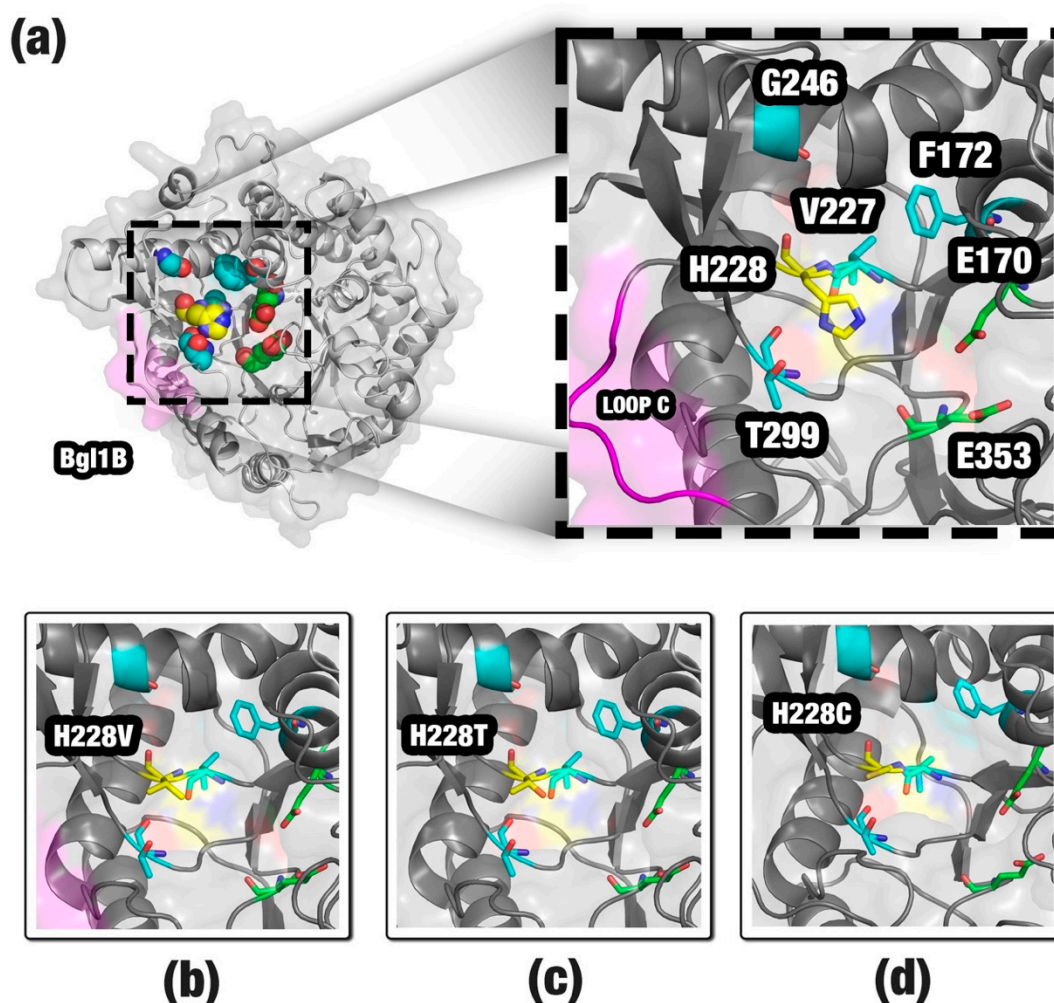 (a)
G246
F172
V227
H228
E170
LOOP C
T299
E353
Bgl1B
H228V
H228T
H228C
(b)
(c)
(d)